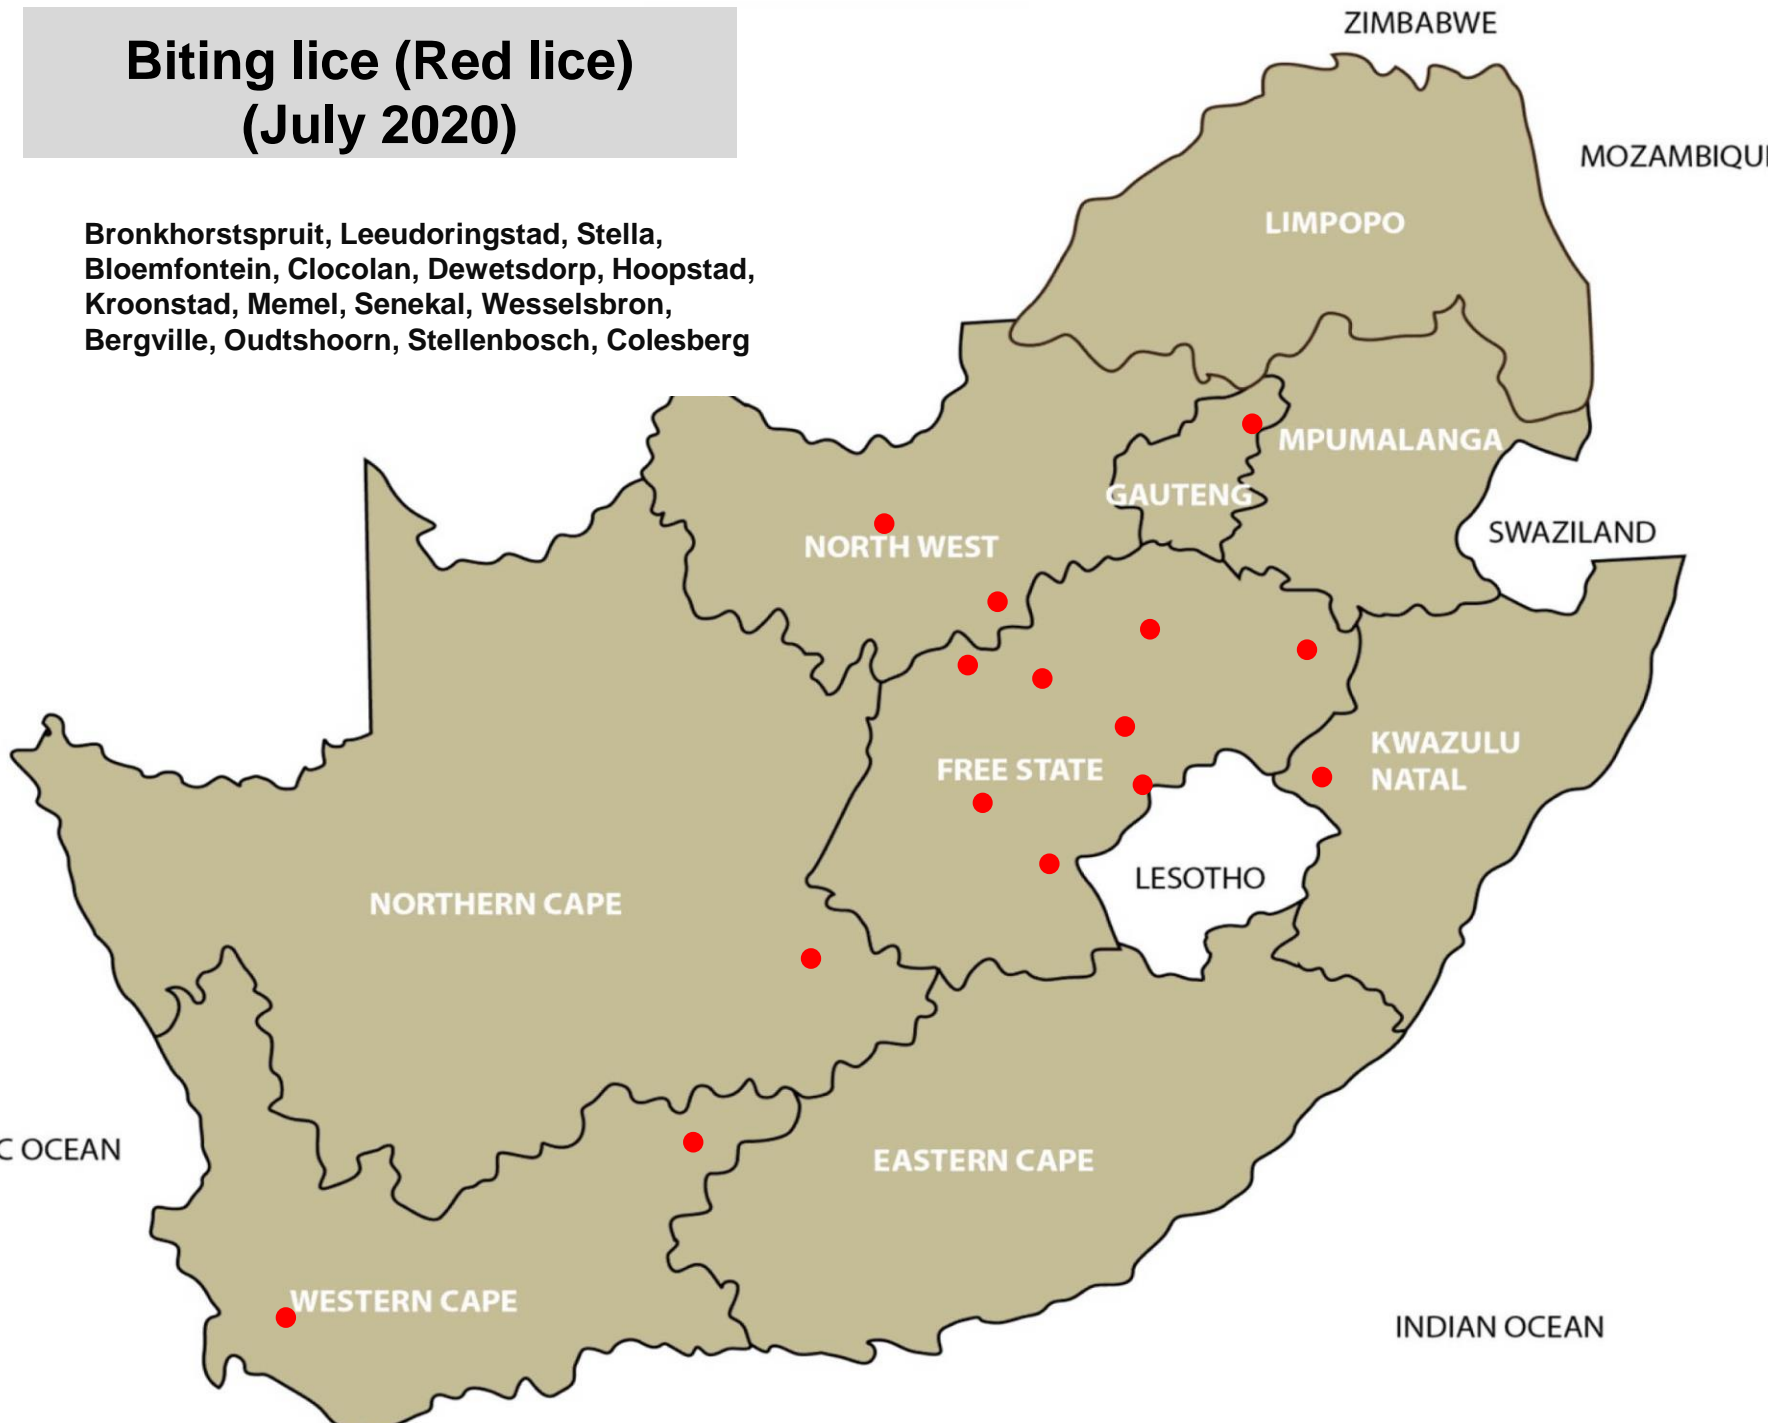 Biting lice (Red lice)
(July 2020)
Bronkhorstspruit, Leeudoringstad, Stella,
Bloemfontein, Clocolan, Dewetsdorp, Hoopstad,
Kroonstad, Memel, Senekal, Wesselsbron,
Bergville, Oudtshoorn, Stellenbosch, Colesberg
ZIMBABWE
MOZAMBIQU
LIMPOPO
MPUMALANGA
GAUTENG
SWAZILAND
NORTH WEST
KWAZULU
NATAL
FREE STATE
LESOTHO
NORTHERN CAPE
C OCEAN
EASTERN CAPE
WESTERN CAPE
INDIAN OCEAN